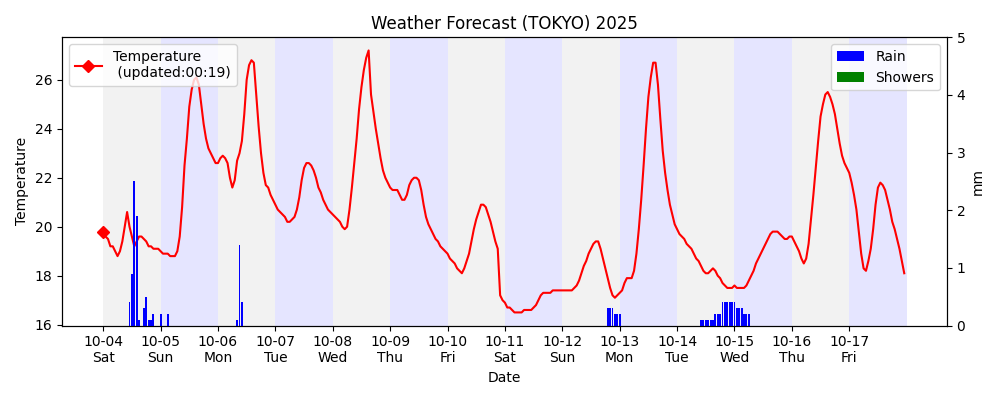 Weather Forecast (TOKYO) 2025
Temperature
(updated:00:19)
Rain
Showers
Temperature
26
24
22
20
18
16
5
4
3
2
1
0
mm
10-04 10-05 10-06 10-07 10-08 10-09 10-10 10-11 10-12 10-13 10-14 10-15 10-16 10-17
Sat Sun Mon Tue Wed Thu Fri Sat Sun Mon Tue Wed Thu Fri
Date